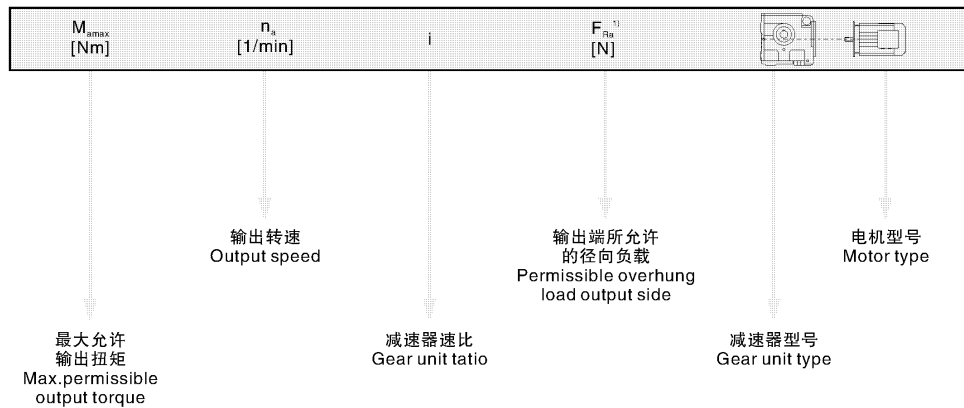 Mamax
[Nm]
na
[1/min]
i
FRa 1)
[N]
输出转速
Output speed
输出端所允许
的径向负载
Permissible overhung
load output side
电机型号
Motor type
最大允许
输出扭矩
Max.permissible
output torque
减速器速比
Gear unit tatio
减速器型号
Gear unit type